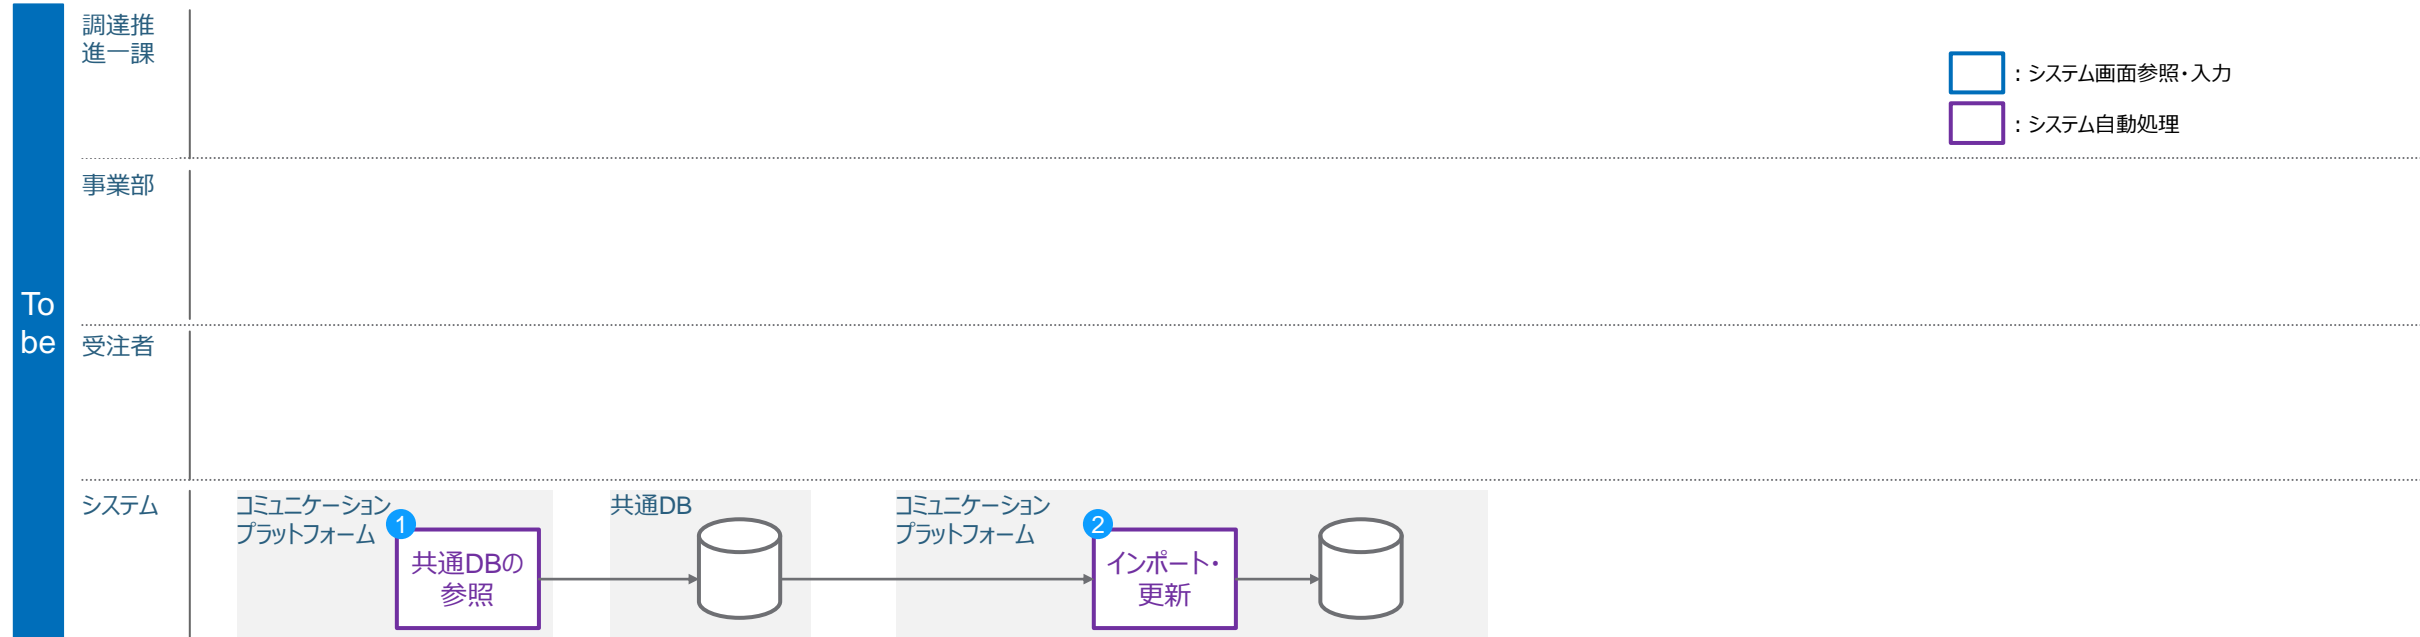 To
be
調達推
進一課
：システム画面参照・入力
：システム自動処理
事業部
受注者
システム
コミュニケーション
プラットフォーム
1
共通DBの
参照
共通DB
コミュニケーション
プラットフォーム
2
インポート・
更新